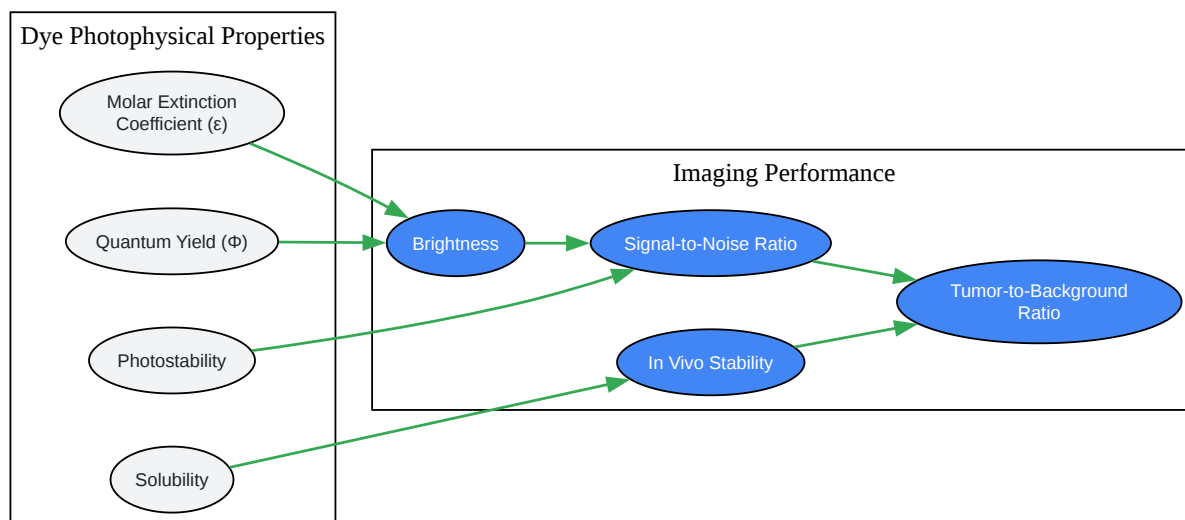 Dye Photophysical Properties
Molar Extinction
Coefficient (ε)
Quantum Yield (Φ)
Photostability
Solubility
Imaging Performance
Brightness
Signal-to-Noise Ratio
In Vivo Stability
Tumor-to-Background
Ratio